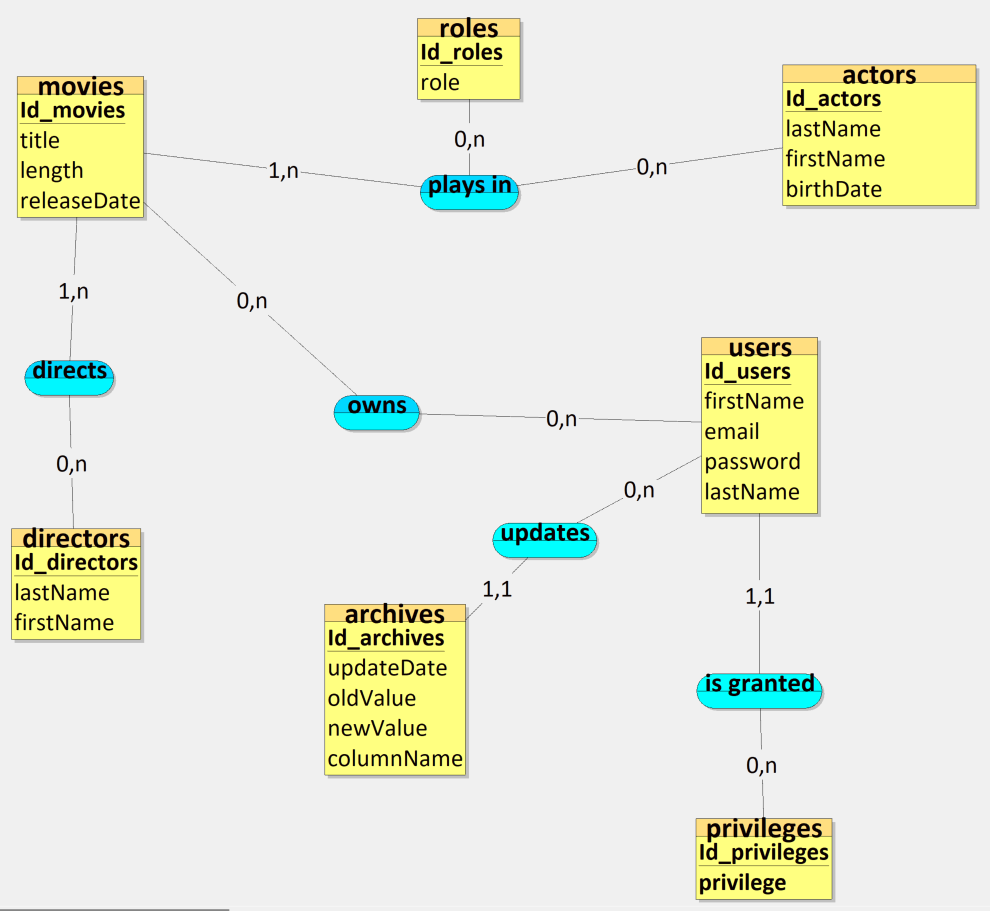 roles
Id_roles
role
movies
Id_movies
title
length
releaseDate
actors
Id_actors
lastName
firstName
birthDate
0,n
1,n
0,n
plays in
1,n
0,n
directs
owns
0,n
users
Id_users
firstName
email
password
lastName
0,n
0,n
updates
directors
Id_directors
lastName
firstName
1,1
1,1
archives
Id_archives
updateDate
oldValue
newValue
columnName
is granted
0,n
privileges
Id_privileges
privilege